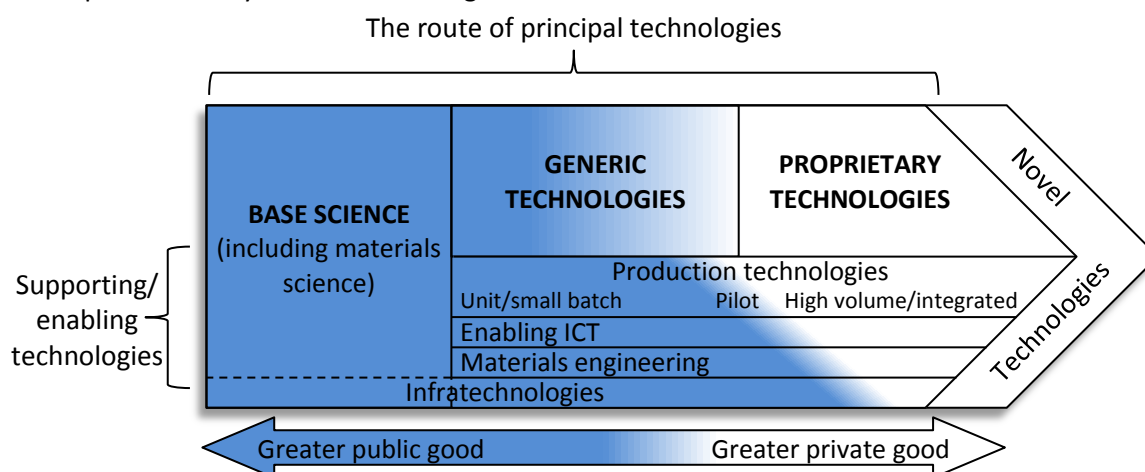 The route of principal technologies
BASE SCIENCE
(including materials
science)
GENERIC
TECHNOLOGIES
PROPRIETARY
TECHNOLOGIES
Novel
Technologies
Supporting/
enabling
technologies
Production technologies
Unit/small batch Pilot High volume/integrated
Enabling ICT
Materials engineering
Infratechnologies
Greater public good Greater private good